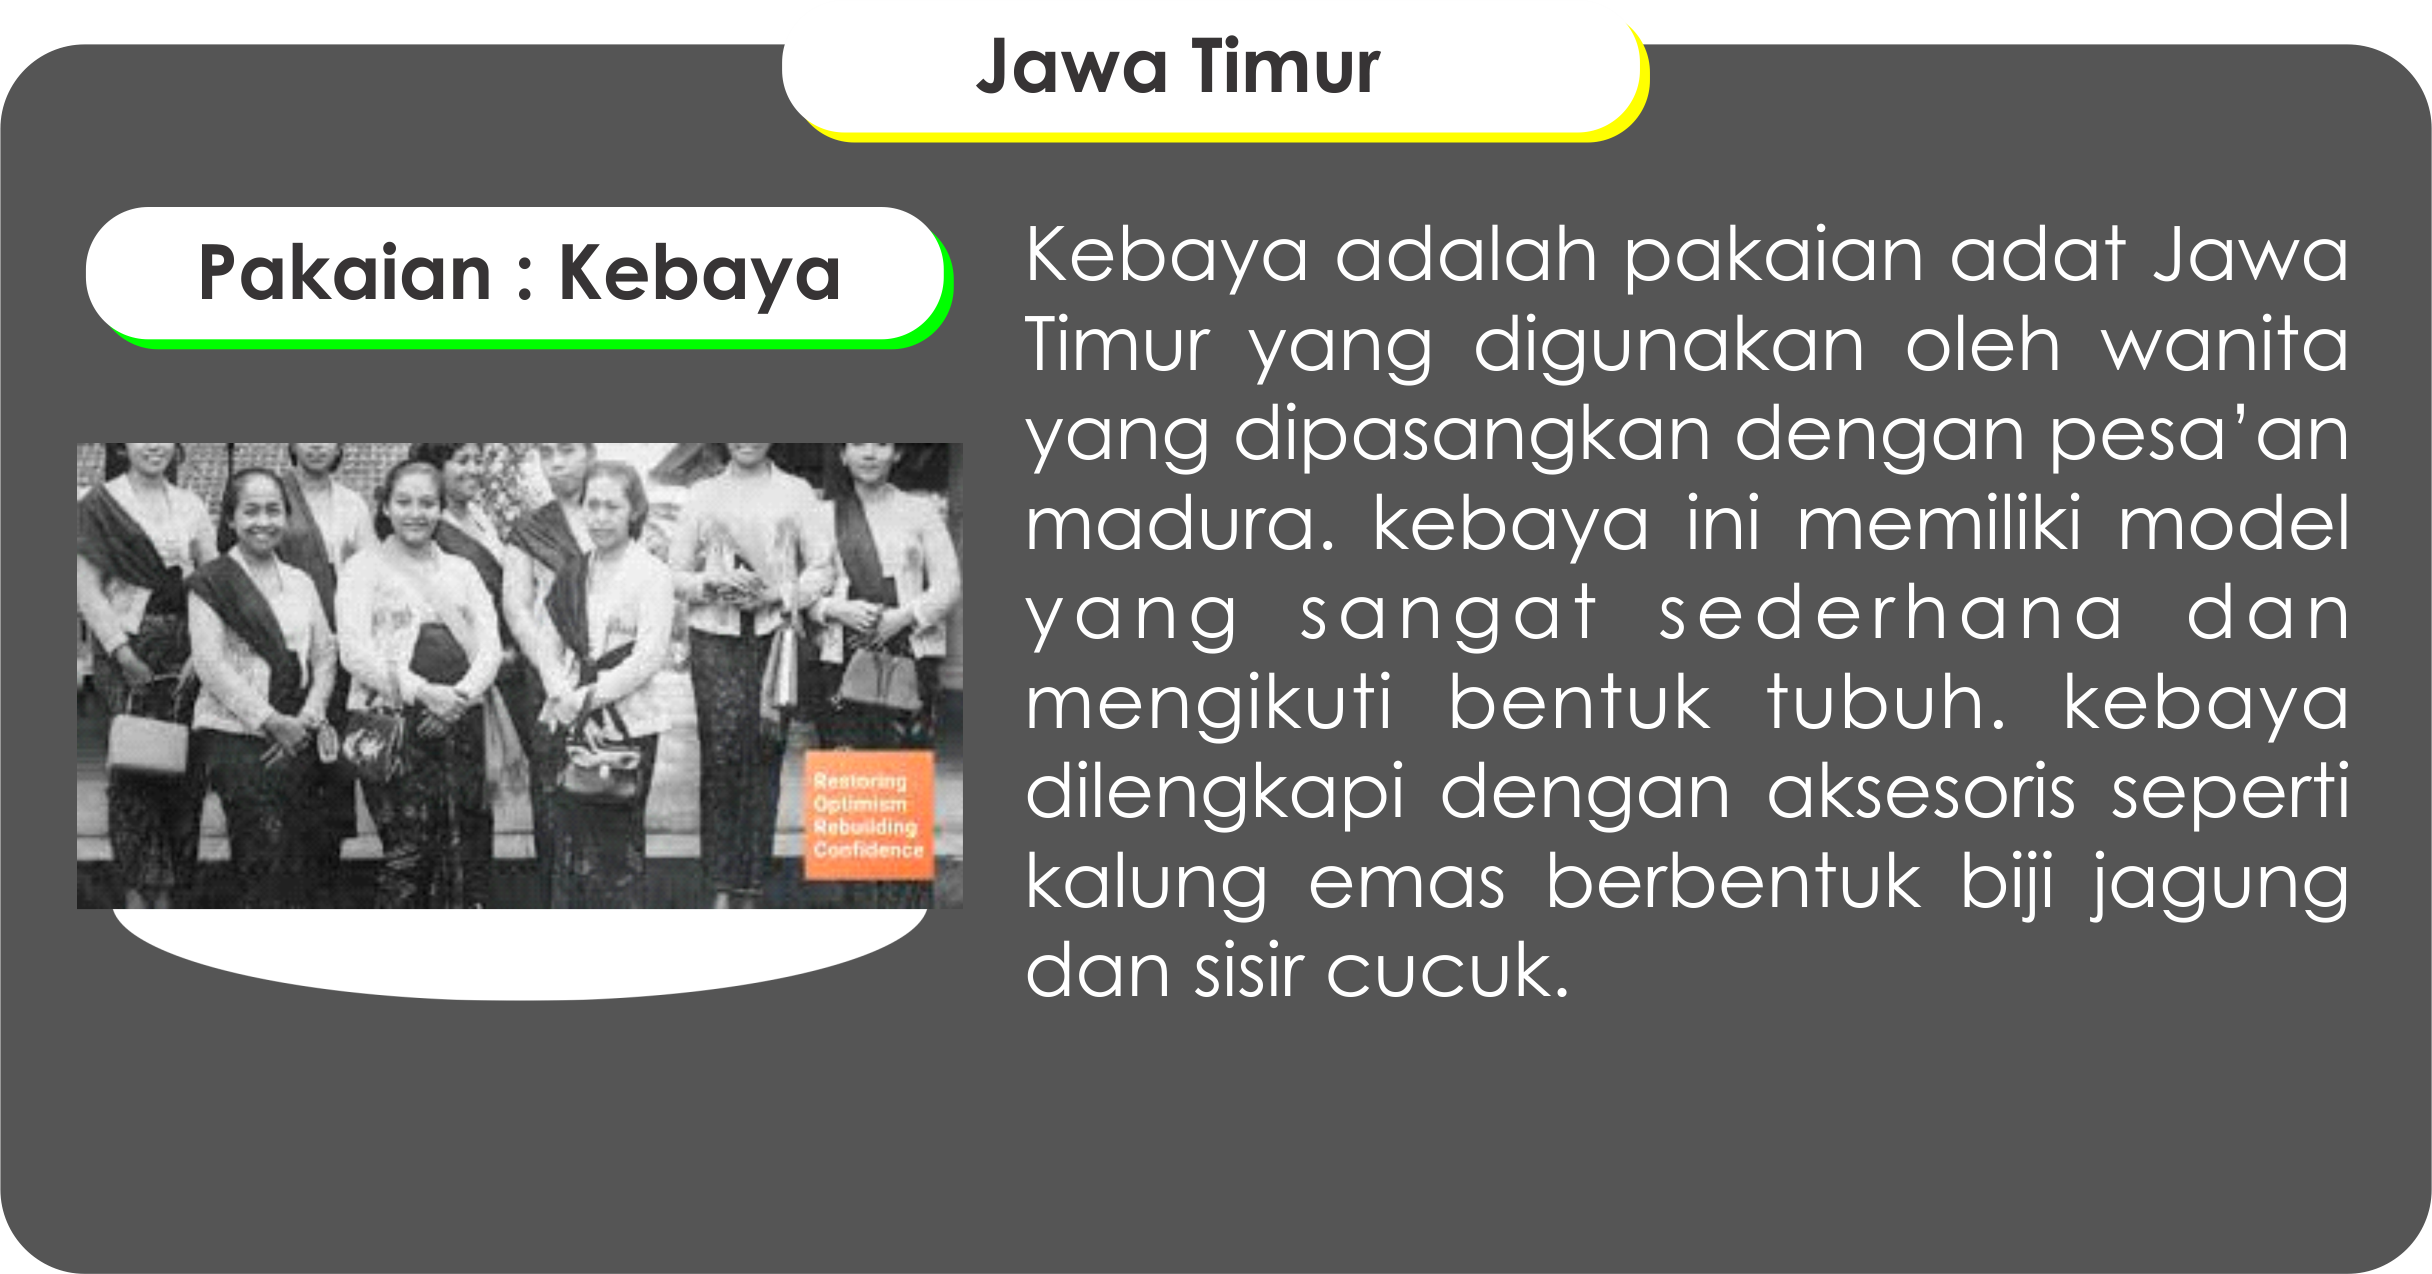 Jawa Timur
Pakaian : Kebaya
Kebaya adalah pakaian adat Jawa
Timur yang digunakan oleh wanita
yang dipasangkan dengan pesa’an
madura. kebaya ini memiliki model
yang sangat sederhana dan
mengikuti bentuk tubuh. kebaya
dilengkapi dengan aksesoris seperti
kalung emas berbentuk biji jagung
dan sisir cucuk.
Restoring
Optimism
Rebuilding
Confidence